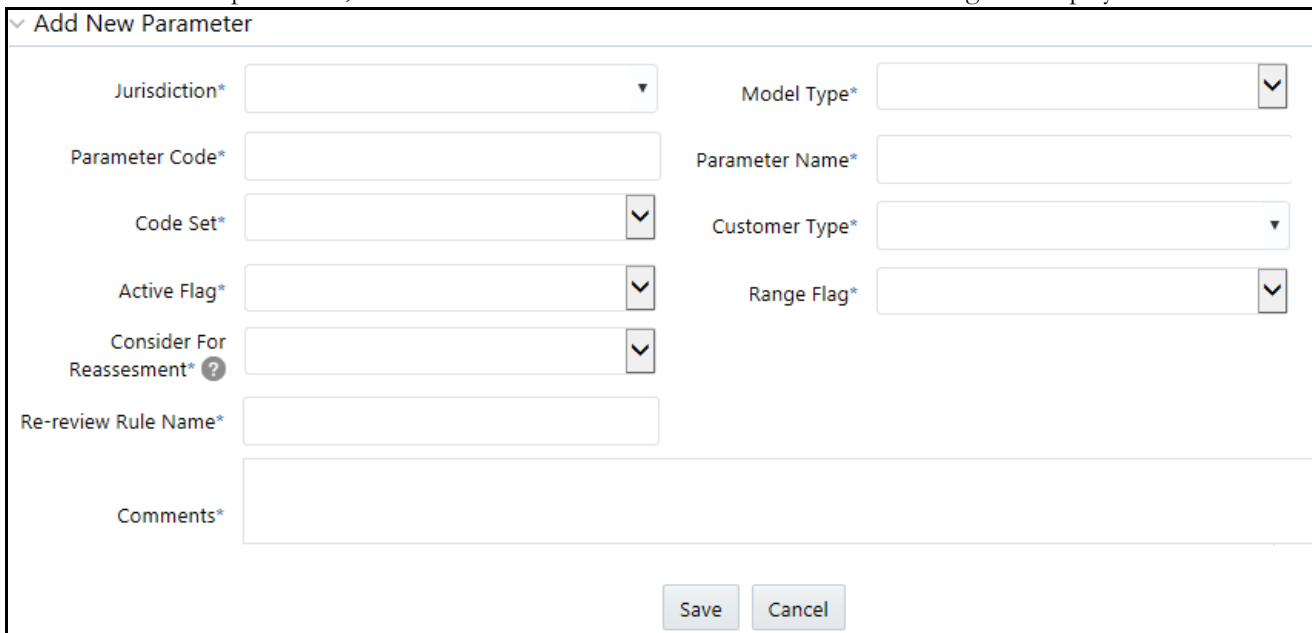 Add New Parameter
Jurisdiction* Model Type*
Parameter Code* Parameter Name*
Code Set* Customer Type*
Active Flag* Range Flag*
Consider For
Reassesment* ?
Re-review Rule Name*
Comments*
Save Cancel